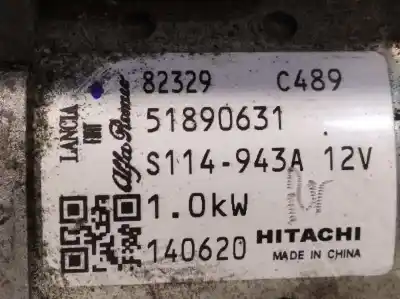 82329 C489
LANCIA
FIAT
Alfa Romeo
51890631
S114-943A 12V
1.0kW
140620 HITACHI
MADE IN CHINA